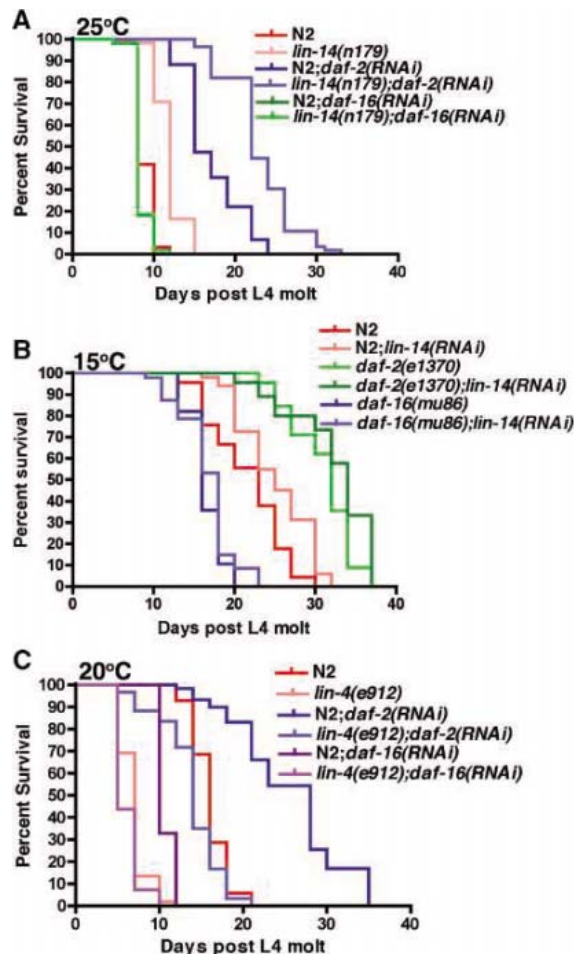 A
25°C
N2
lin-14(n179)
N2;daf-2(RNAi)
lin-14(n179);daf-2(RNAi)
N2;daf-16(RNAi)
lin-14(n179);daf-16(RNAi)
Percent Survival
100
90
80
70
60
50
40
30
20
10
0
0 10 20 30 40
Days post L4 molt
B
15°C
N2
N2;lin-14(RNAi)
daf-2(e1370)
daf-2(e1370);lin-14(RNAi)
daf-16(mu86)
daf-16(mu86);lin-14(RNAi)
Percent survival
100
90
80
70
60
50
40
30
20
10
0
0 10 20 30 40
Days post L4 molt
C
20°C
N2
lin-4(e912)
N2;daf-2(RNAi)
lin-4(e912);daf-2(RNAi)
N2;daf-16(RNAi)
lin-4(e912);daf-16(RNAi)
Percent Survival
100
90
80
70
60
50
40
30
20
10
0
0 10 20 30 40
Days post L4 molt